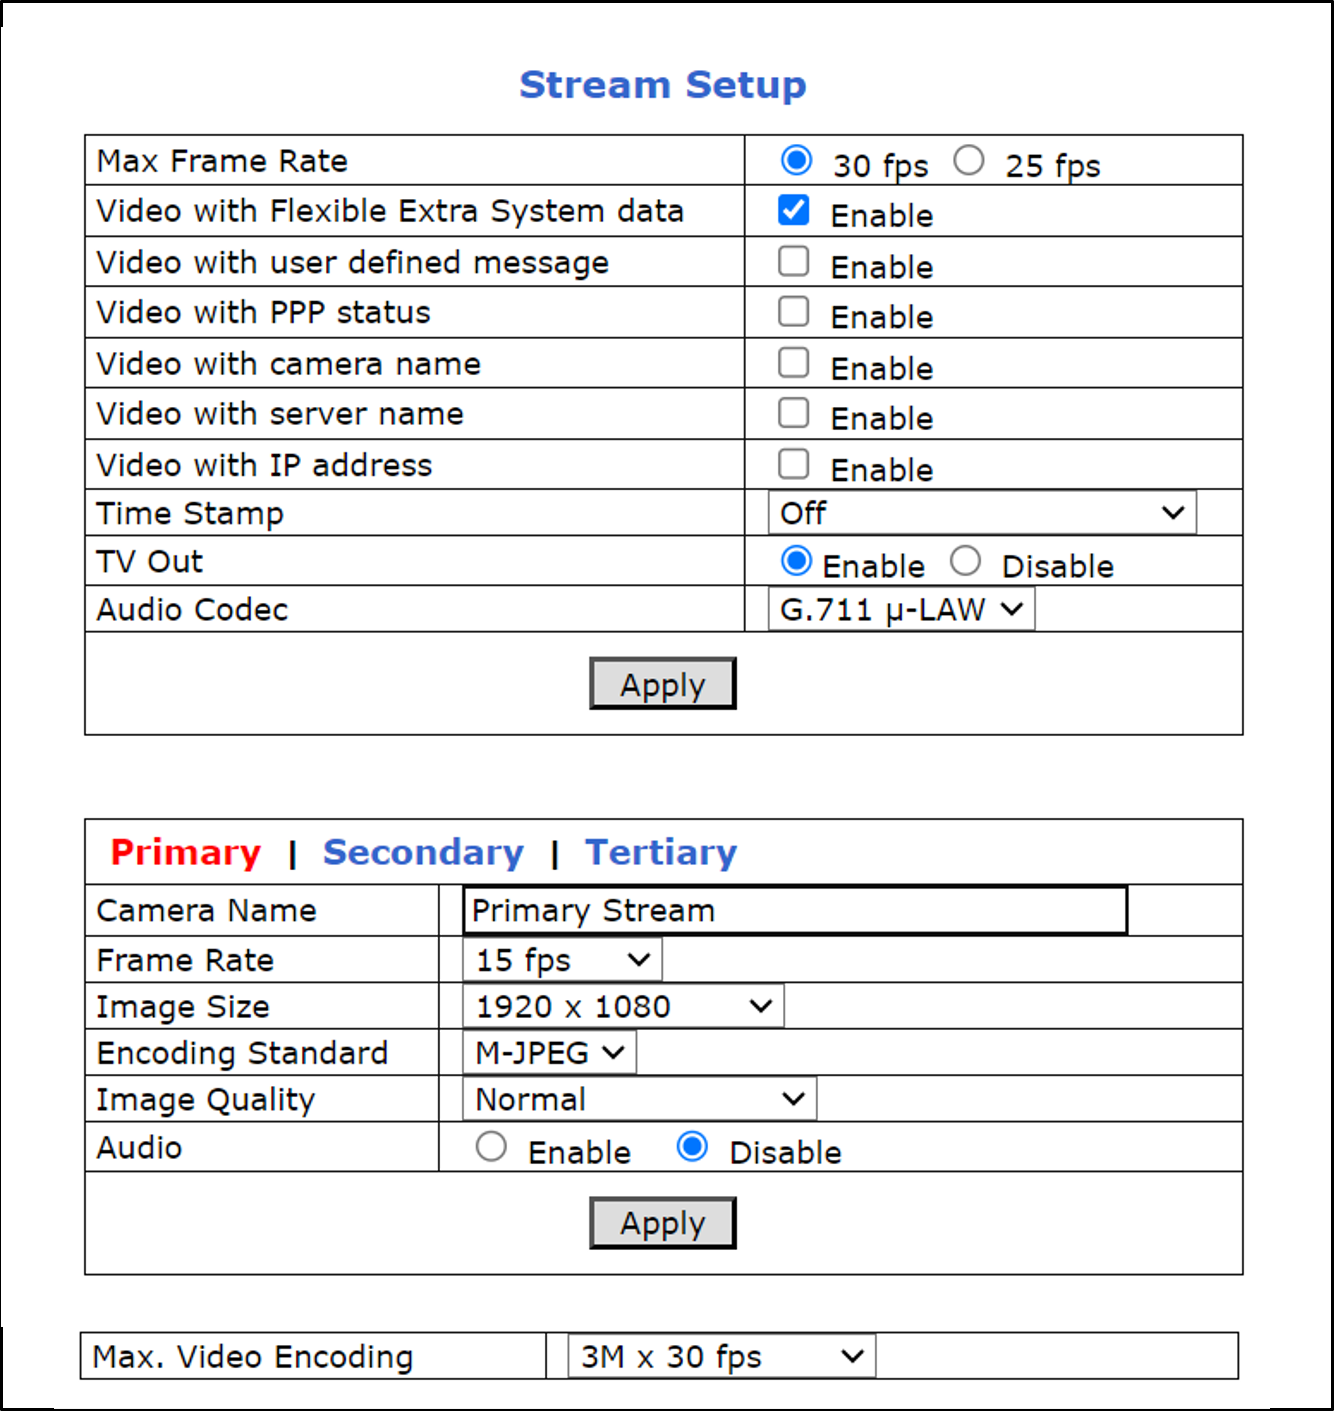 Stream Setup
Max Frame Rate 30 fps 25 fps
Video with Flexible Extra System data Enable
Video with user defined message Enable
Video with PPP status Enable
Video with camera name Enable
Video with server name Enable
Video with IP address Enable
Time Stamp Off
TV Out Enable Disable
Audio Codec G.711 µ-LAW
Apply
Primary | Secondary | Tertiary
Camera Name Primary Stream
Frame Rate 15 fps
Image Size 1920 x 1080
Encoding Standard M-JPEG
Image Quality Normal
Audio Enable Disable
Apply
Max. Video Encoding 3M x 30 fps